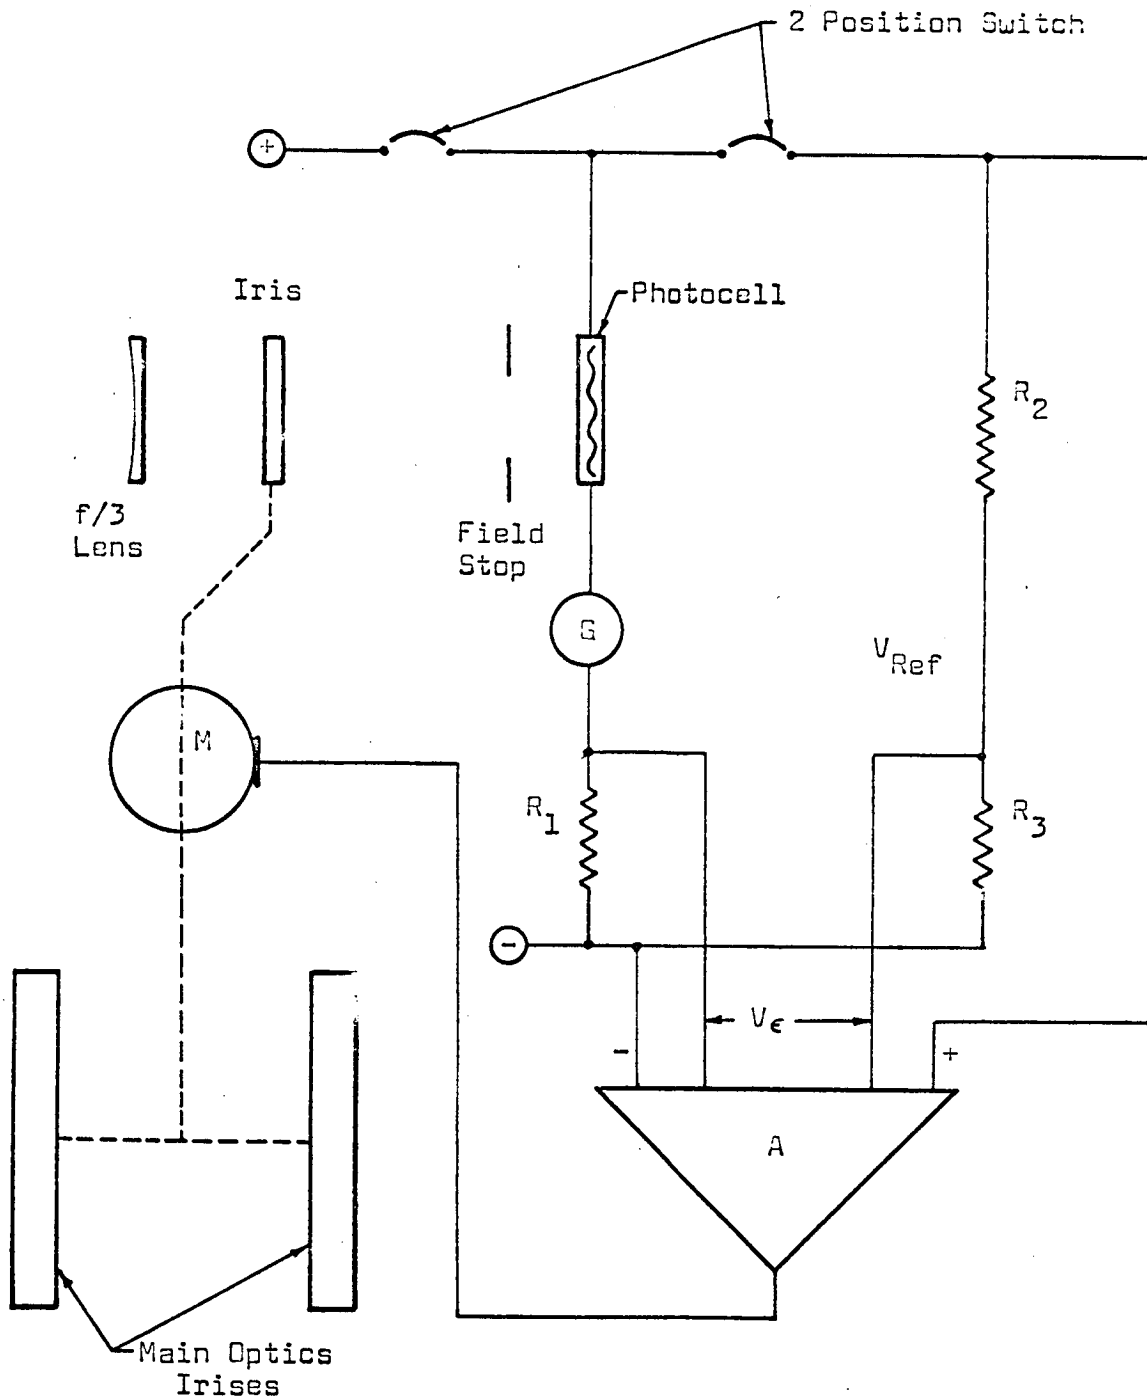 2 Position Switch
+
Iris
Photocell
R2
f/3
Lens
Field
Stop
G
VRef
M
R1
R3
-
Vϵ
-
+
A
Main Optics
Irises